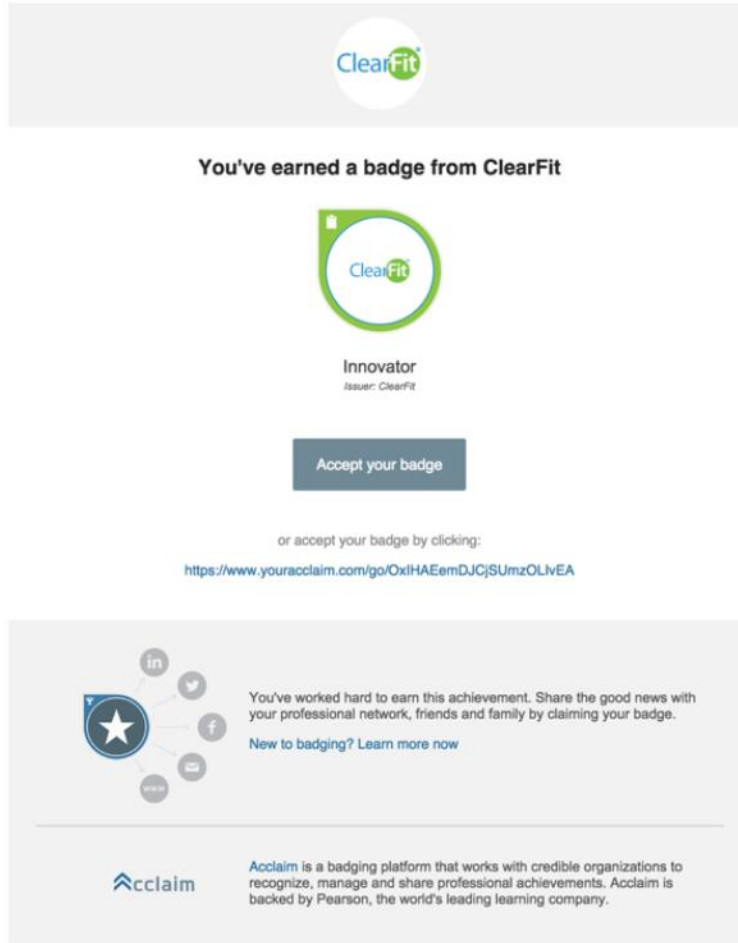 ClearFit
You've earned a badge from ClearFit
ClearFit
Innovator
Issuer: ClearFit
Accept your badge
or accept your badge by clicking:
https://www.youracclaim.com/go/OxIHAEemDJCjSUmzOLIvEA
in
f
www
You've worked hard to earn this achievement. Share the good news with
your professional network, friends and family by claiming your badge.
New to badging? Learn more now
Acclaim
Acclaim is a badging platform that works with credible organizations to
recognize, manage and share professional achievements. Acclaim is
backed by Pearson, the world's leading learning company.